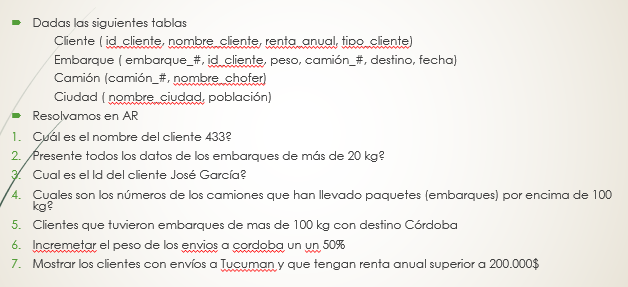 Dadas las siguientes tablas
Cliente ( id_cliente, nombre_cliente, renta_anual, tipo_cliente)
Embarque ( embarque_#, id_cliente, peso, camión_#, destino, fecha)
Camión (camión_#, nombre_chofer)
Ciudad ( nombre_ciudad, población)
Resolvamos en AR
1. Cuál es el nombre del cliente 433?
2. Presente todos los datos de los embarques de más de 20 kg?
3. Cual es el Id del cliente José García?
4. Cuales son los números de los camiones que han llevado paquetes (embarques) por encima de 100
kg?
5. Clientes que tuvieron embarques de mas de 100 kg con destino Córdoba
6. Incremetar el peso de los envios a cordoba un un 50%
7. Mostrar los clientes con envíos a Tucuman y que tengan renta anual superior a 200.000$